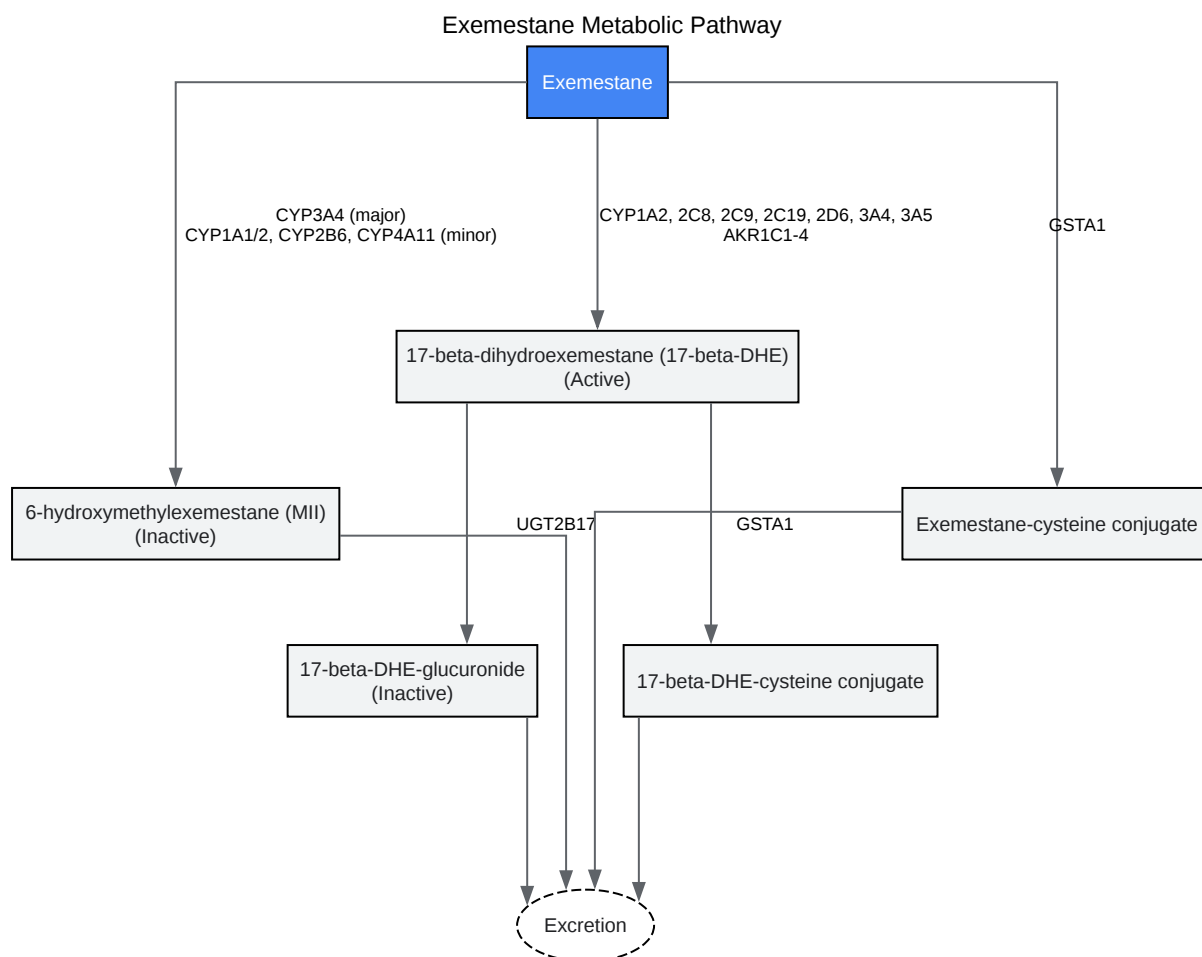 Exemestane Metabolic Pathway
Exemestane
CYP3A4 (major)
CYP1A1/2, CYP2B6, CYP4A11 (minor)
CYP1A2, 2C8, 2C9, 2C19, 2D6, 3A4, 3A5
AKR1C1-4
GSTA1
17-beta-dihydroexemestane (17-beta-DHE)
(Active)
6-hydroxymethylexemestane (MII)
(Inactive)
UGT2B17
GSTA1
Exemestane-cysteine conjugate
17-beta-DHE-glucuronide
(Inactive)
17-beta-DHE-cysteine conjugate
Excretion